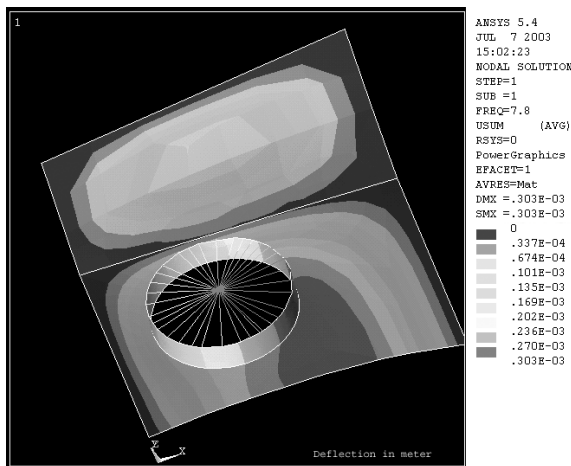 1
ANSYS 5.4
JUL 7 2003
15:02:23
NODAL SOLUTION
STEP=1
SUB =1
FREQ=7.8
USUM (AVG)
RSYS=0
PowerGraphics
EFACET=1
AVRES=Mat
DMX =.303E-03
SMX =.303E-03
0
.337E-04
.674E-04
.101E-03
.135E-03
.169E-03
.202E-03
.236E-03
.270E-03
.303E-03
Z
X
Deflection in meter